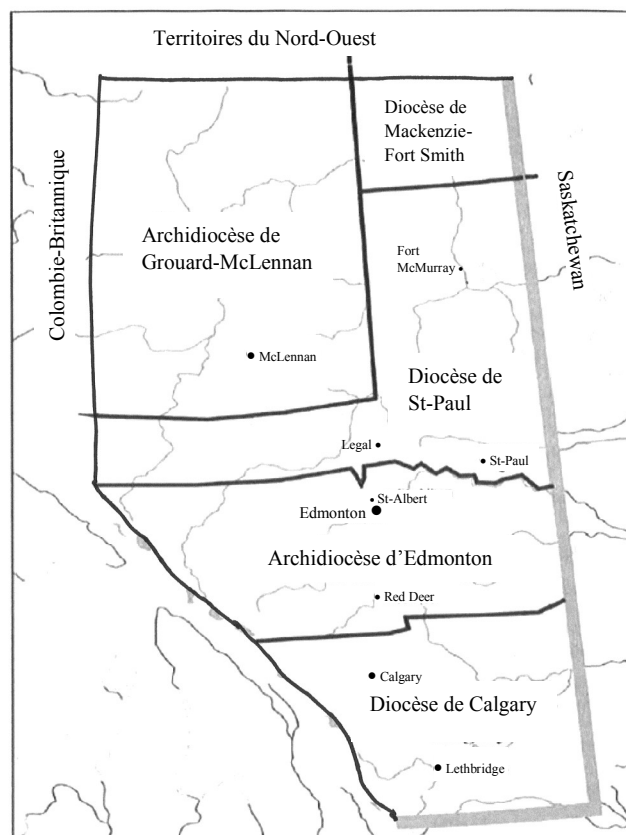 Territoires du Nord-Ouest
Diocèse de
Mackenzie-
Fort Smith
Colombie-Britannique
Saskatchewan
Archidiocèse de
Grouard-McLennan
Fort
McMurray
McLennan
Diocèse de
St-Paul
Legal
St-Paul
St-Albert
Edmonton
Archidiocèse d’Edmonton
Red Deer
Calgary
Diocèse de Calgary
Lethbridge